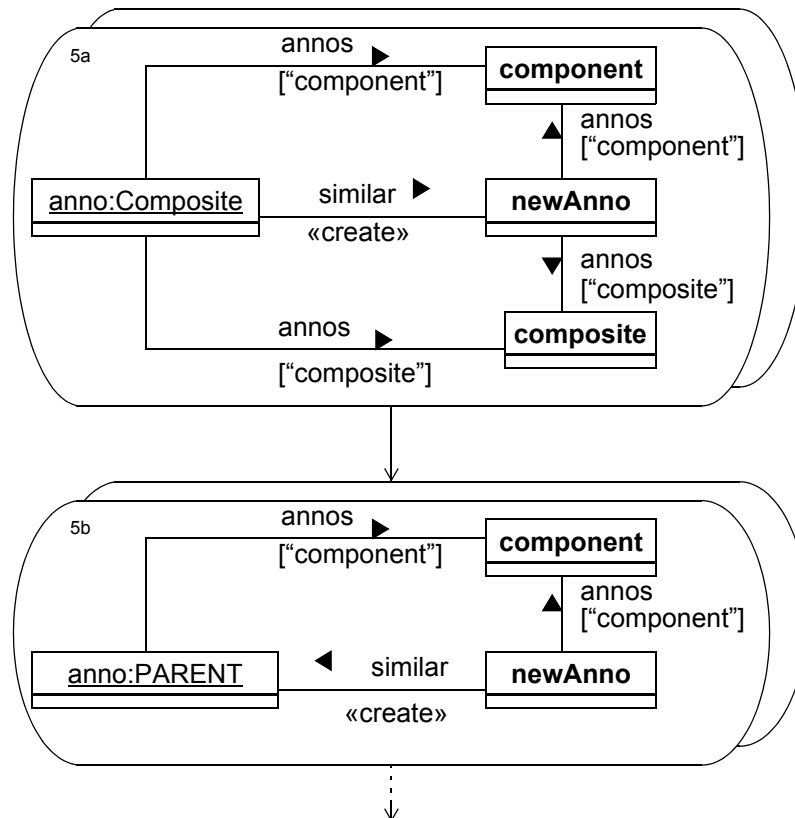 5a
annos
["component"]
component
annos
["component"]
anno:Composite
similar
«create»
newAnno
annos
["composite"]
annos
["composite"]
composite
5b
annos
["component"]
component
annos
["component"]
anno:PARENT
similar
«create»
newAnno